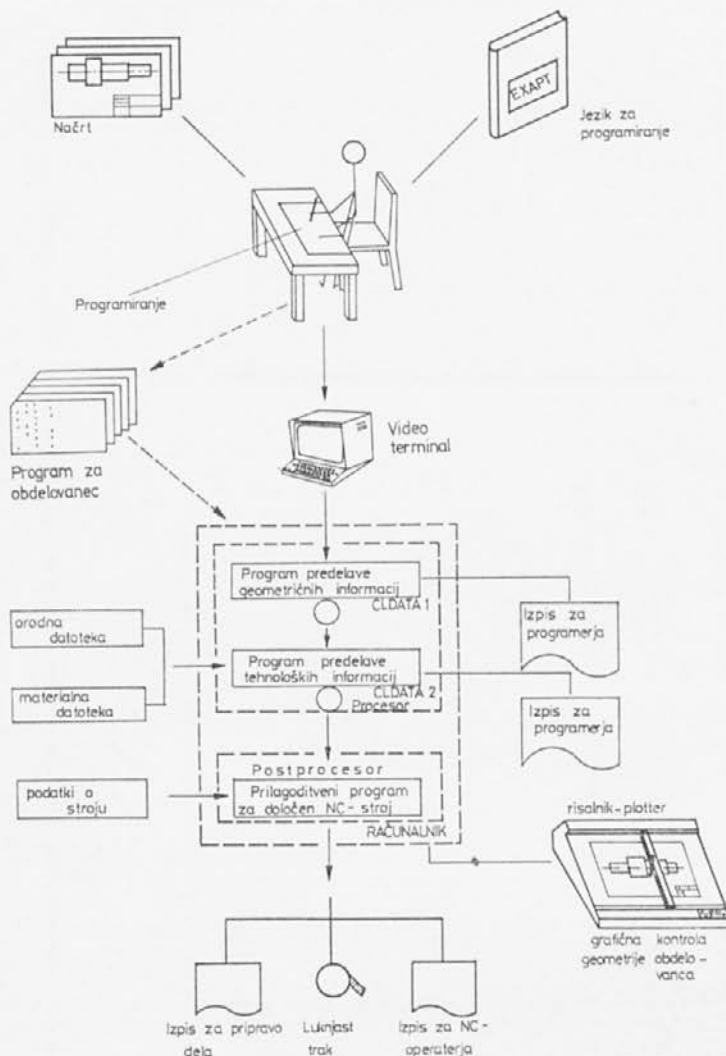 Načrt
EXAPT
Jezik za
programiranje
Programiranje
Program za
obdelovanec
Video
terminal
Program predelave
geometričnih informacij
CLDATA 1
Izpis za
programerja
orodna
datoteka
materialna
datoteka
Program predelave
tehnoloških informacij
CLDATA 2
Procesor
Izpis za
programerja
Postprocesor
podatki o
stroju
Prilagoditveni program
za določen NC-stroj
RAČUNALNIK
risalnik-plotter
grafična kontrola
geometrije obdelo-
vanca
Izpis za pripravo
dela
Luknjast
trak
Izpis za NC-
operaterja